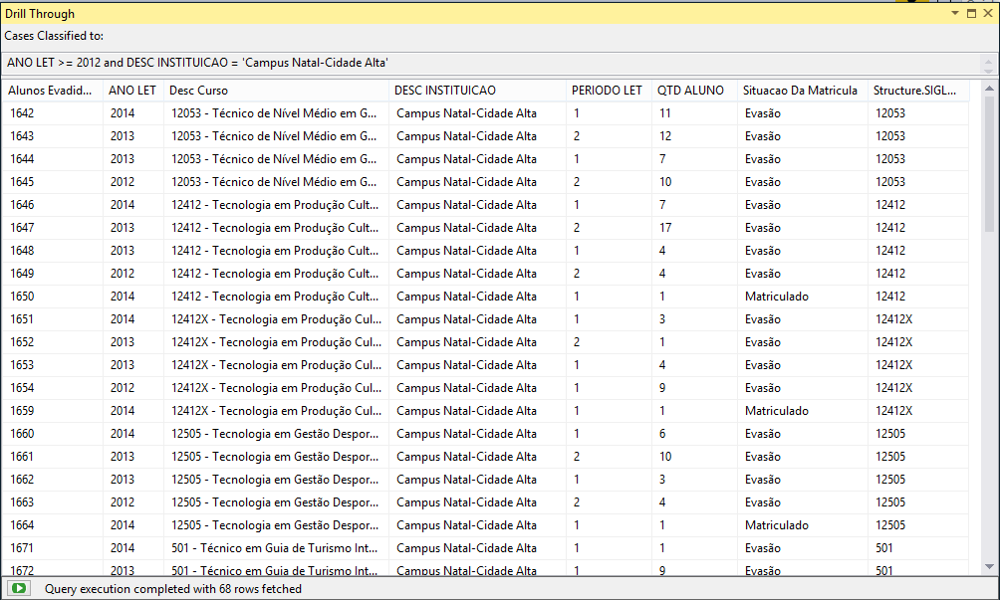 Drill Through
Cases Classified to:
ANO LET >= 2012 and DESC INSTITUICAO = 'Campus Natal-Cidade Alta'
Alunos Evadid... ANO LET Desc Curso DESC INSTITUICAO PERIODO LET QTD ALUNO Situacao Da Matricula Structure.SIGL...
1642 2014 12053 - Técnico de Nível Médio em G... Campus Natal-Cidade Alta 1 11 Evasão 12053
1643 2013 12053 - Técnico de Nível Médio em G... Campus Natal-Cidade Alta 2 12 Evasão 12053
1644 2013 12053 - Técnico de Nível Médio em G... Campus Natal-Cidade Alta 1 7 Evasão 12053
1645 2012 12053 - Técnico de Nível Médio em G... Campus Natal-Cidade Alta 2 10 Evasão 12053
1646 2014 12412 - Tecnologia em Produção Cult... Campus Natal-Cidade Alta 1 7 Evasão 12412
1647 2013 12412 - Tecnologia em Produção Cult... Campus Natal-Cidade Alta 2 17 Evasão 12412
1648 2013 12412 - Tecnologia em Produção Cult... Campus Natal-Cidade Alta 1 4 Evasão 12412
1649 2012 12412 - Tecnologia em Produção Cult... Campus Natal-Cidade Alta 2 4 Evasão 12412
1650 2014 12412 - Tecnologia em Produção Cult... Campus Natal-Cidade Alta 1 1 Matriculado 12412
1651 2014 12412X - Tecnologia em Produção Cul... Campus Natal-Cidade Alta 1 3 Evasão 12412X
1652 2013 12412X - Tecnologia em Produção Cul... Campus Natal-Cidade Alta 2 1 Evasão 12412X
1653 2013 12412X - Tecnologia em Produção Cul... Campus Natal-Cidade Alta 1 4 Evasão 12412X
1654 2012 12412X - Tecnologia em Produção Cul... Campus Natal-Cidade Alta 1 9 Evasão 12412X
1659 2014 12412X - Tecnologia em Produção Cul... Campus Natal-Cidade Alta 1 1 Matriculado 12412X
1660 2014 12505 - Tecnologia em Gestão Despor... Campus Natal-Cidade Alta 1 6 Evasão 12505
1661 2013 12505 - Tecnologia em Gestão Despor... Campus Natal-Cidade Alta 2 10 Evasão 12505
1662 2013 12505 - Tecnologia em Gestão Despor... Campus Natal-Cidade Alta 1 3 Evasão 12505
1663 2012 12505 - Tecnologia em Gestão Despor... Campus Natal-Cidade Alta 2 4 Evasão 12505
1664 2014 12505 - Tecnologia em Gestão Despor... Campus Natal-Cidade Alta 1 1 Matriculado 12505
1671 2014 501 - Técnico em Guia de Turismo Int... Campus Natal-Cidade Alta 1 1 Evasão 501
1672 2013 501 - Técnico em Guia de Turismo Int... Campus Natal-Cidade Alta 1 9 Evasão 501
Query execution completed with 68 rows fetched